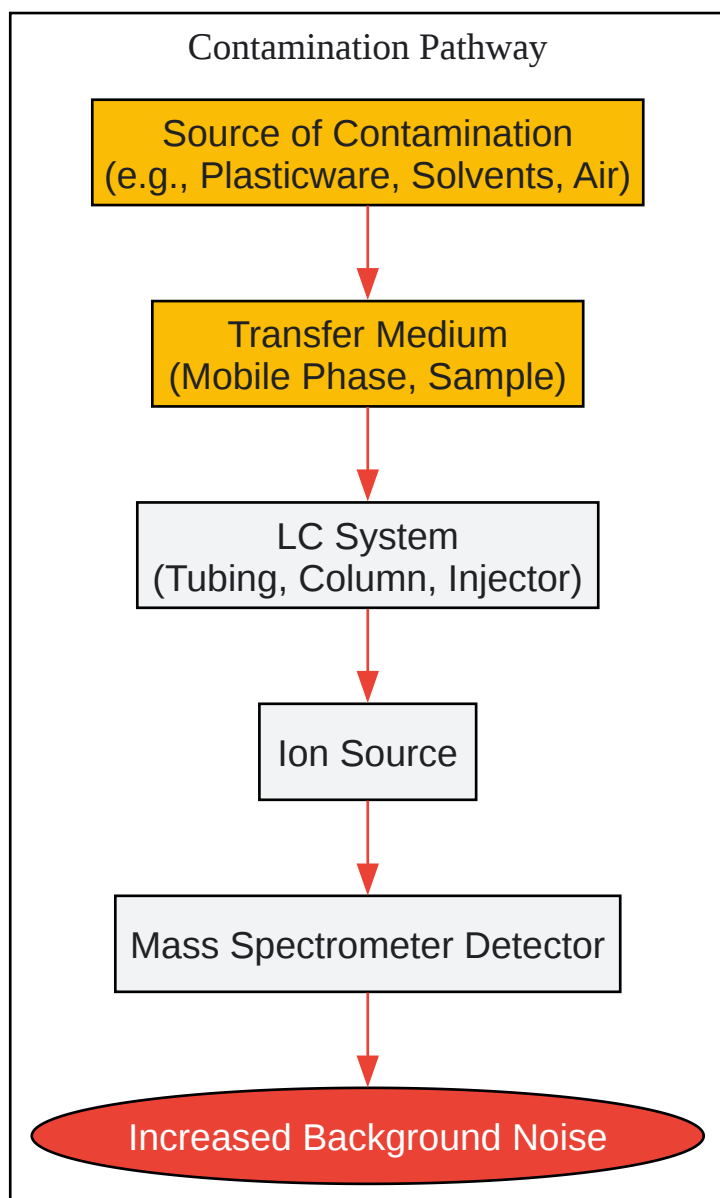 Contamination Pathway
Source of Contamination
(e.g., Plasticware, Solvents, Air)
Transfer Medium
(Mobile Phase, Sample)
LC System
(Tubing, Column, Injector)
Ion Source
Mass Spectrometer Detector
Increased Background Noise